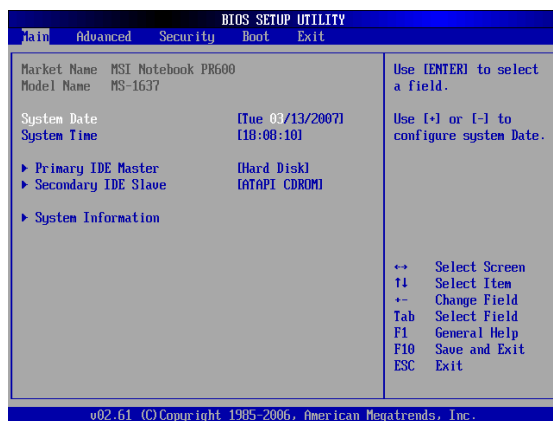 BIOS SETUP UTILITY
Main Advanced Security Boot Exit
Market Name MSI Notebook PR600
Model Name MS-1637
System Date [Tue 03/13/2007]
System Time [18:08:10]
▶ Primary IDE Master [Hard Disk]
▶ Secondary IDE Slave [ATAPI CDROM]
▶ System Information
Use [ENTER] to select
a field.
Use [+] or [-] to
configure system Date.
↔ Select Screen
↑↓ Select Item
+- Change Field
Tab Select Field
F1 General Help
F10 Save and Exit
ESC Exit
v02.61 (C)Copyright 1985-2006, American Megatrends, Inc.